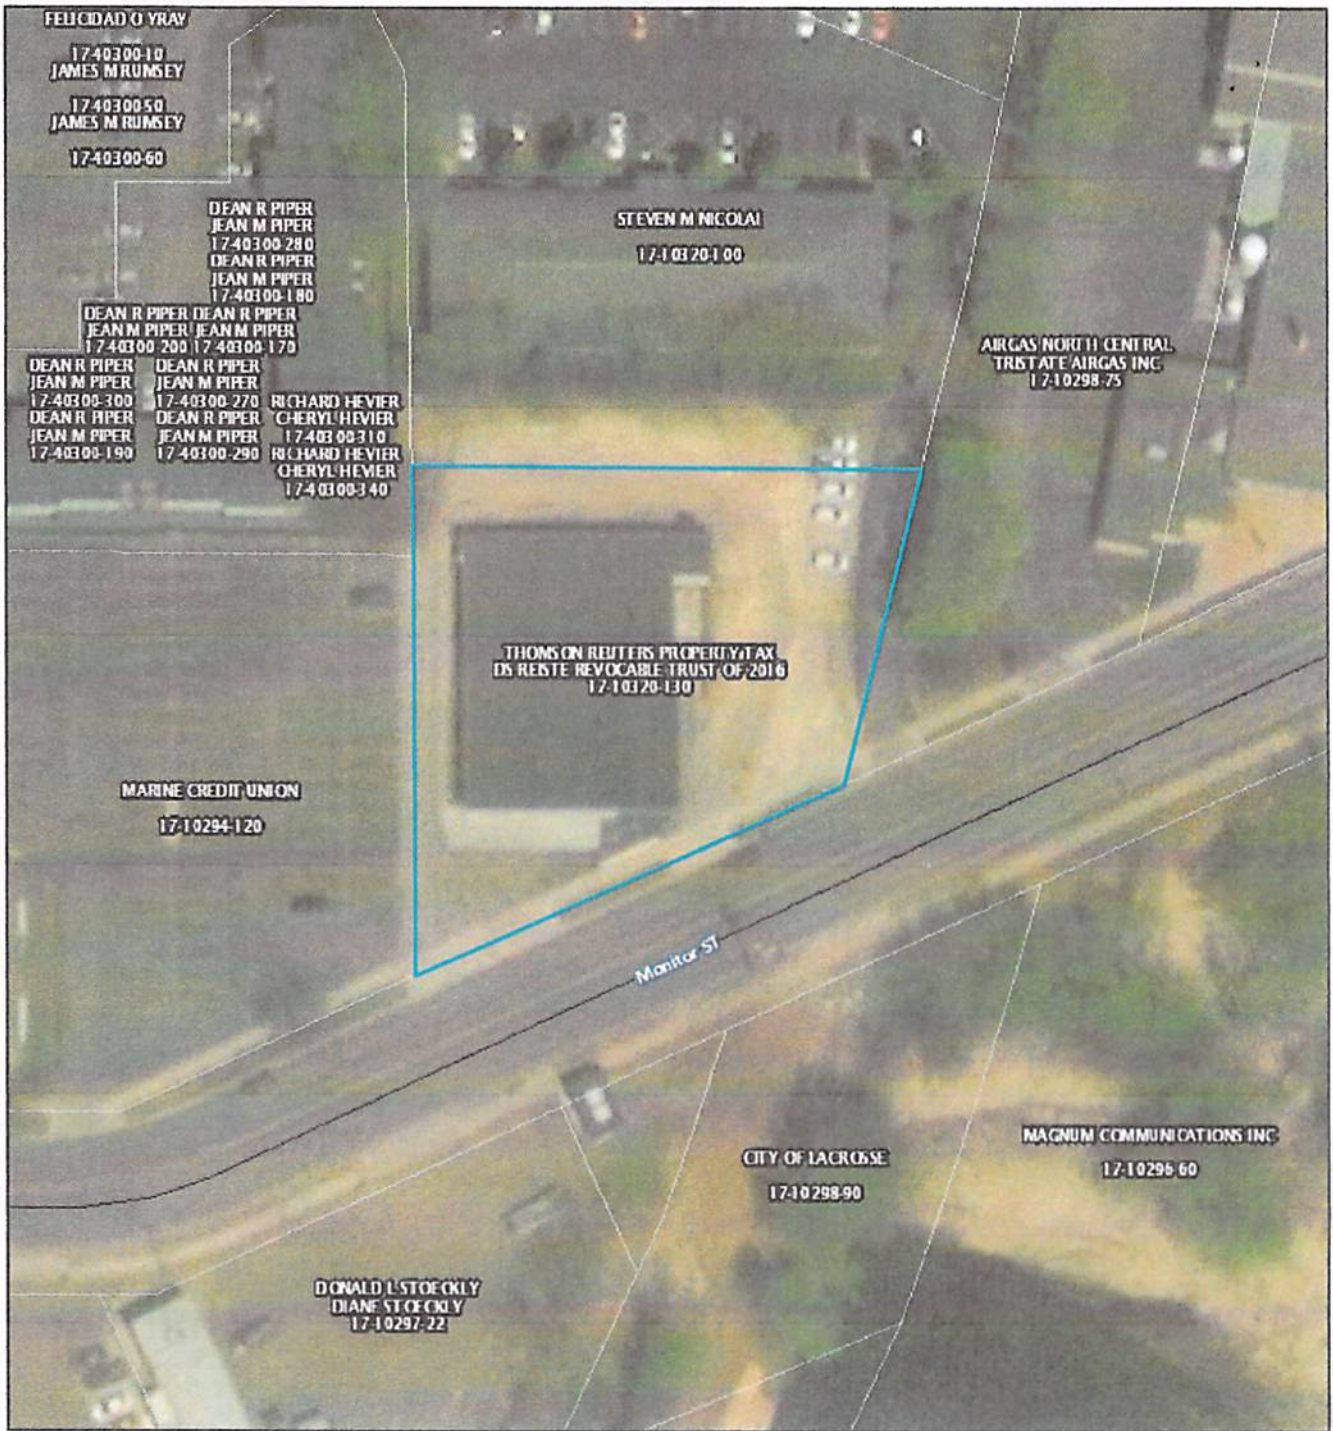 FELICIDAD O YRAY
17-40300-10
JAMES M RUMSEY
17-40300-50
JAMES M RUMSEY
17-40300-60
DEAN R PIPER
JEAN M PIPER
17-40300-280
DEAN R PIPER
JEAN M PIPER
17-40300-180
DEAN R PIPER DEAN R PIPER
JEAN M PIPER JEAN M PIPER
17-40300-200 17-40300-170
DEAN R PIPER DEAN R PIPER
JEAN M PIPER JEAN M PIPER
17-40300-300 17-40300-270 RICHARD HEVIER
DEAN R PIPER DEAN R PIPER CHERYL HEVIER
JEAN M PIPER JEAN M PIPER 17-40300-310
17-40300-190 17-40300-290 RICHARD HEVIER
CHERYL HEVIER
17-40300-340
STEVEN M NICOLAI
17-10320-100
AIRGAS NORTH CENTRAL
TRISTATE AIRGAS INC
17-10298-75
THOMSON REUTERS PROPERTY TAX
DS REISTE REVOCABLE TRUST OF 2016
17-10320-130
MARINE CREDIT UNION
17-10294-120
Monitor ST
CITY OF LACROSSE
17-10298-90
MAGNUM COMMUNICATIONS INC
17-10296-60
DONALD L STOECKLY
DIANE STOECKLY
17-10297-22